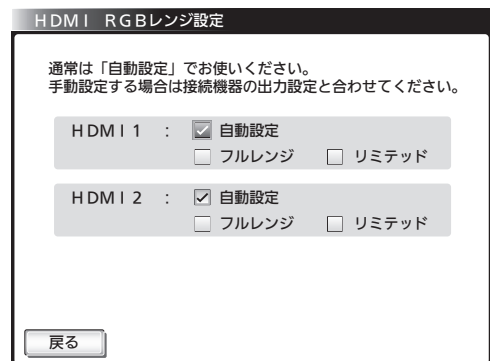 HDMI RGBレンジ設定
通常は「自動設定」でお使いください。
手動設定する場合は接続機器の出力設定と合わせてください。
HDMI1 : 自動設定
フルレンジ リミテッド
HDMI2 : 自動設定
フルレンジ リミテッド
戻る